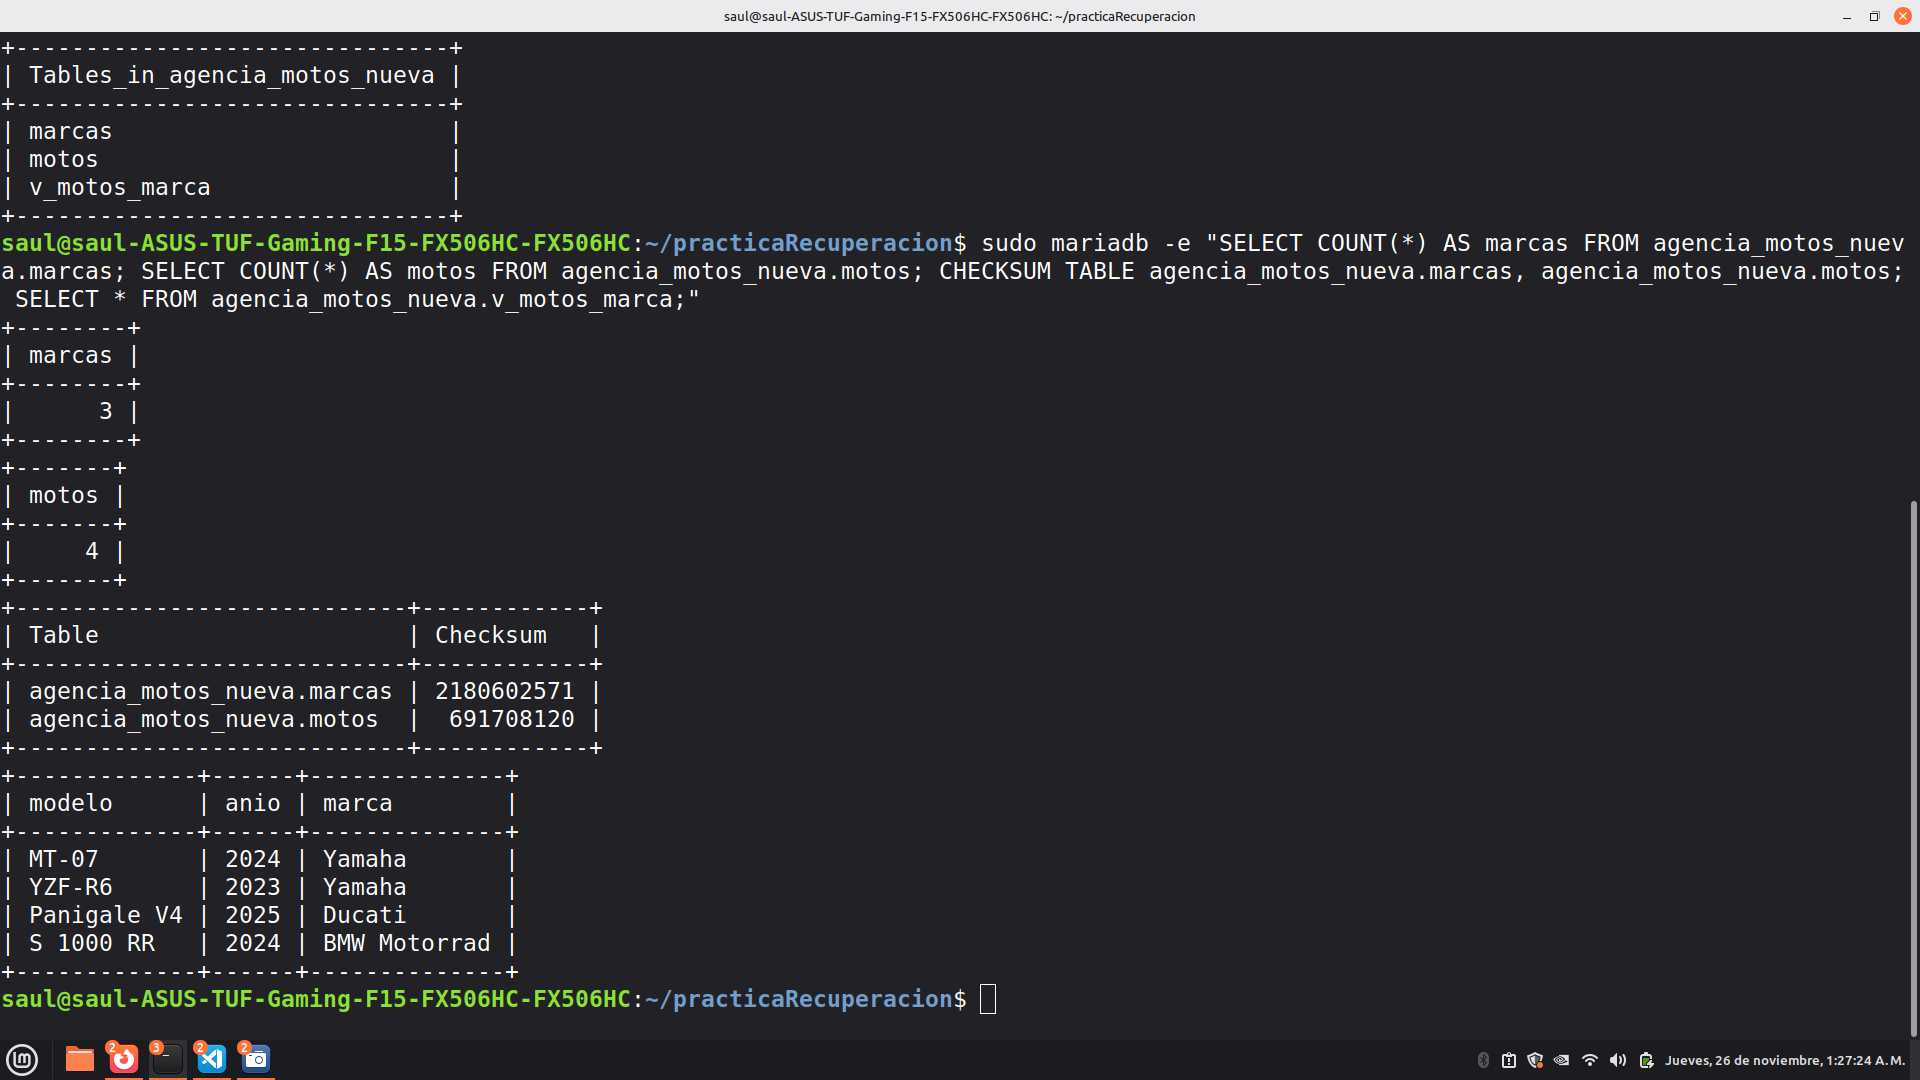 saul@saul-ASUS-TUF-Gaming-F15-FX506HC-FX506HC: ~/practicaRecuperacion
+-------------------------------+
| Tables_in_agencia_motos_nueva |
+-------------------------------+
| marcas                        |
| motos                         |
| v_motos_marca                 |
+-------------------------------+
saul@saul-ASUS-TUF-Gaming-F15-FX506HC-FX506HC:~/practicaRecuperacion$ sudo mariadb -e "SELECT COUNT(*) AS marcas FROM agencia_motos_nuev
a.marcas; SELECT COUNT(*) AS motos FROM agencia_motos_nueva.motos; CHECKSUM TABLE agencia_motos_nueva.marcas, agencia_motos_nueva.motos;
 SELECT * FROM agencia_motos_nueva.v_motos_marca;"
+--------+
| marcas |
+--------+
|      3 |
+--------+
+-------+
| motos |
+-------+
|     4 |
+-------+
+----------------------------+------------+
| Table                      | Checksum   |
+----------------------------+------------+
| agencia_motos_nueva.marcas | 2180602571 |
| agencia_motos_nueva.motos  |  691708120 |
+----------------------------+------------+
+-------------+------+--------------+
| modelo      | anio | marca        |
+-------------+------+--------------+
| MT-07       | 2024 | Yamaha       |
| YZF-R6      | 2023 | Yamaha       |
| Panigale V4 | 2025 | Ducati       |
| S 1000 RR   | 2024 | BMW Motorrad |
+-------------+------+--------------+
saul@saul-ASUS-TUF-Gaming-F15-FX506HC-FX506HC:~/practicaRecuperacion$
2 3 2 2
Jueves, 26 de noviembre, 1:27:24 A.M.